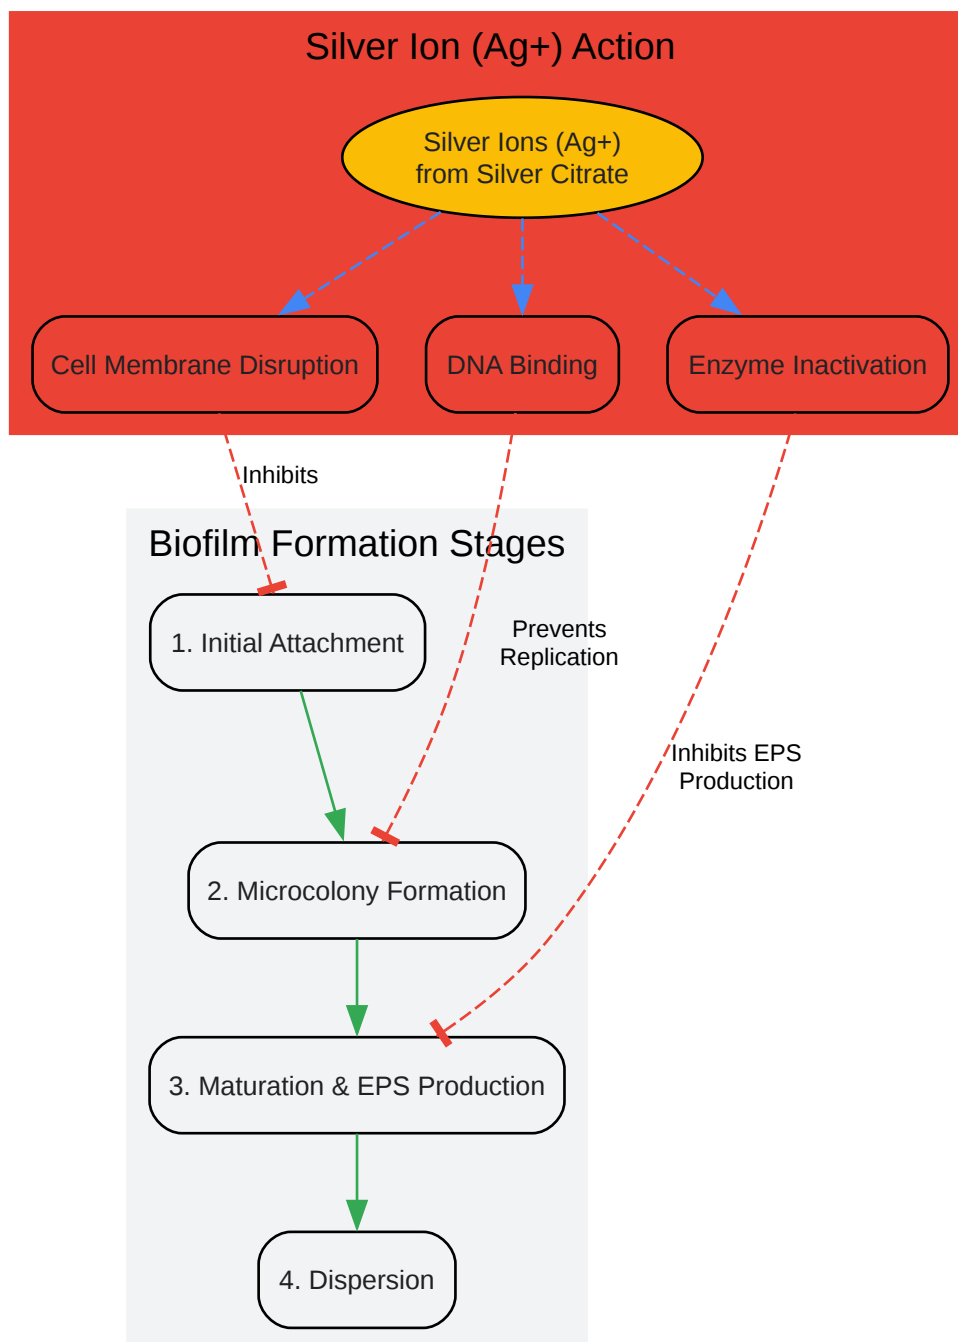 Silver Ion (Ag+) Action
Silver Ions (Ag+)
from Silver Citrate
Cell Membrane Disruption
DNA Binding
Enzyme Inactivation
Inhibits
Biofilm Formation Stages
1. Initial Attachment
Prevents
Replication
Inhibits EPS
Production
2. Microcolony Formation
3. Maturation & EPS Production
4. Dispersion